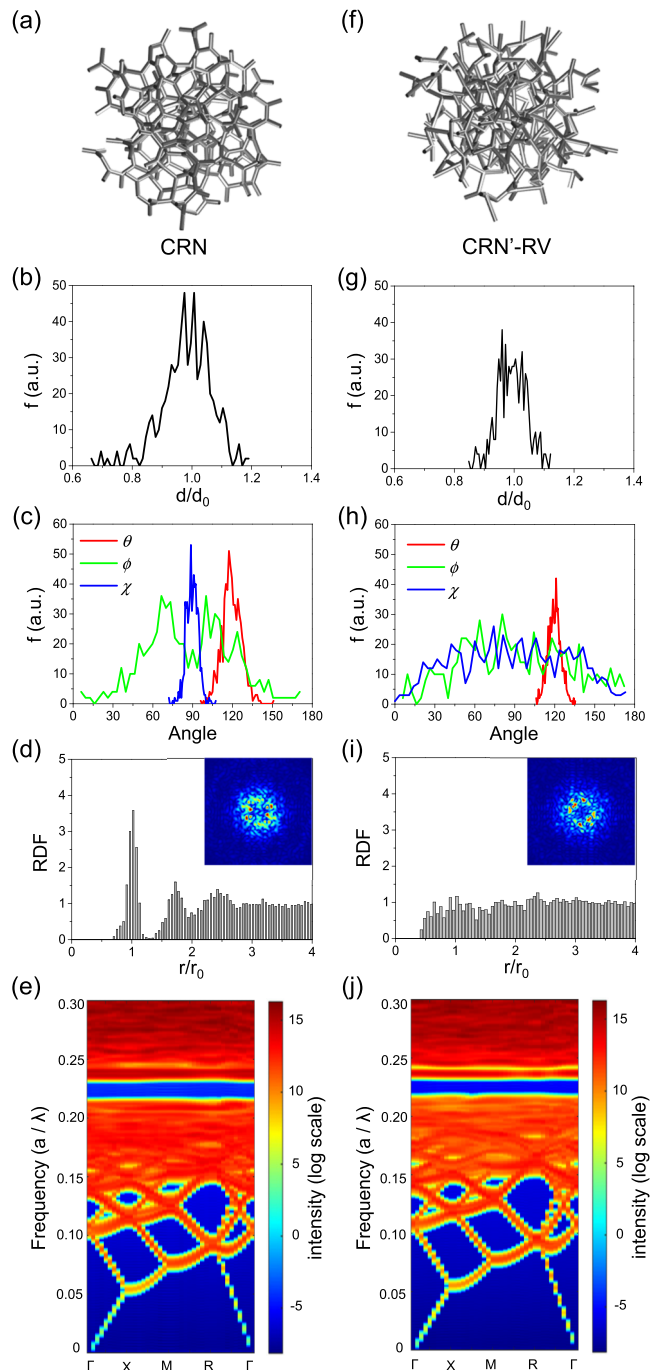 (a)
(f)
CRN
CRN'-RV
(b)
(g)
50
40
30
20
10
0
f (a.u.)
0.6 0.8 1.0 1.2 1.4
d/d0
50
40
30
20
10
0
f (a.u.)
0.6 0.8 1.0 1.2 1.4
d/d0
(c)
(h)
60
50
40
30
20
10
0
f (a.u.)
θ
ϕ
χ
0 30 60 90 120 150 180
Angle
60
50
40
30
20
10
0
f (a.u.)
θ
ϕ
χ
0 30 60 90 120 150 180
Angle
(d)
(i)
5
4
3
2
1
0
RDF
0 1 2 3 4
r/r0
5
4
3
2
1
0
RDF
0 1 2 3 4
r/r0
(e)
(j)
0.30
0.25
0.20
0.15
0.10
0.05
0
Frequency (a / λ)
Γ X M R Γ
15
10
5
0
-5
intensity (log scale)
0.30
0.25
0.20
0.15
0.10
0.05
0
Frequency (a / λ)
Γ X M R Γ
15
10
5
0
-5
intensity (log scale)